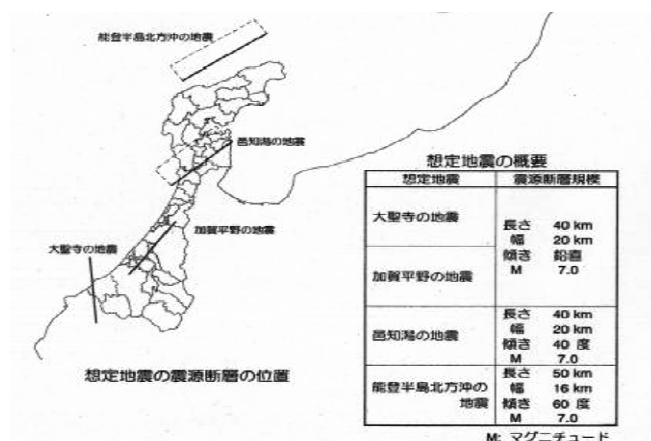 能登半島北方沖の地震
邑知潟の地震
加賀平野の地震
大聖寺の地震
想定地震の震源断層の位置
想定地震の概要
想定地震 震源断層規模
大聖寺の地震
加賀平野の地震
長さ 40 km
幅 20 km
傾き 鉛直
M 7.0
邑知潟の地震
長さ 40 km
幅 20 km
傾き 40 度
M 7.0
能登半島北方沖の
地震
長さ 50 km
幅 16 km
傾き 60 度
M 7.0
M: マグニチュード